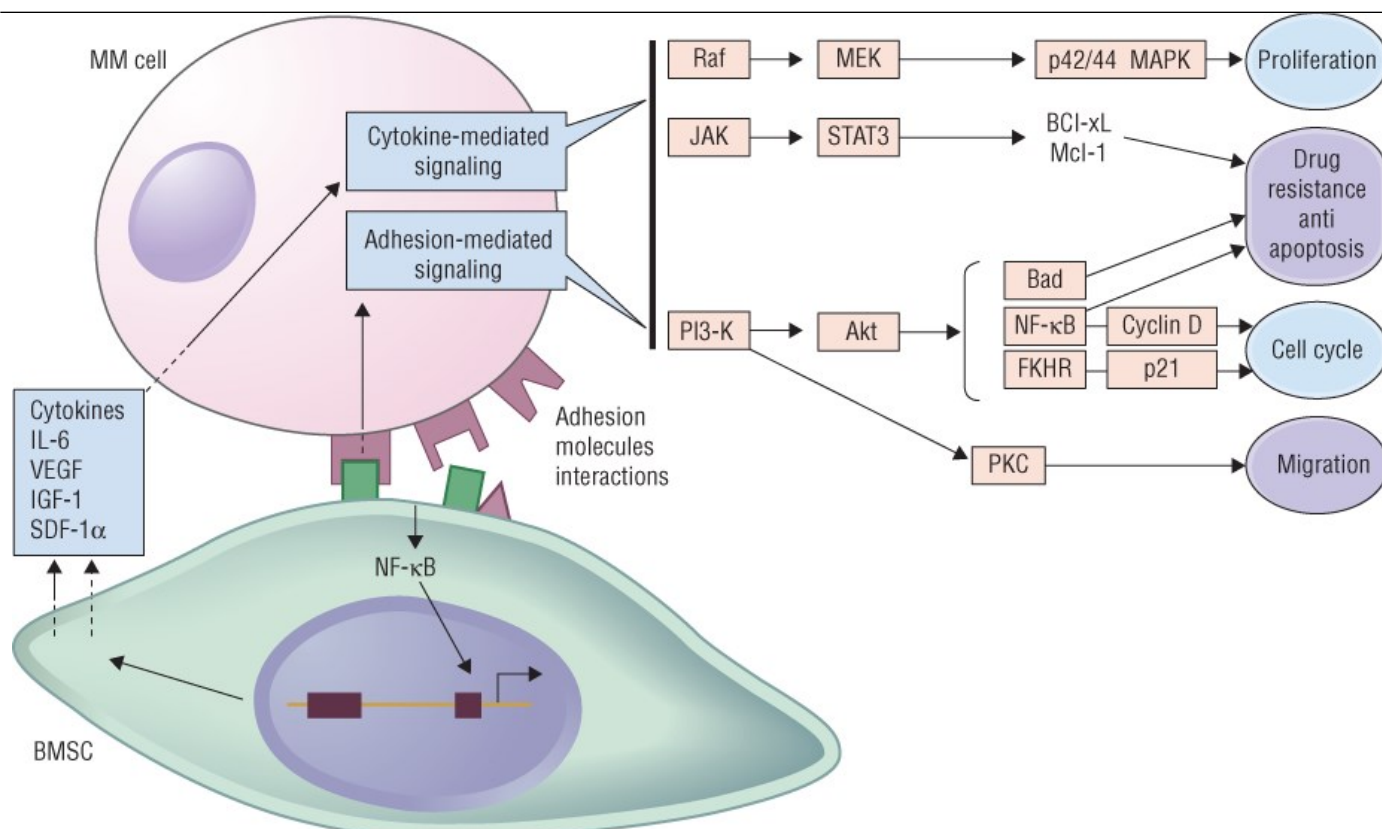 MM cell
Cytokine-mediated
signaling
Adhesion-mediated
signaling
Raf
MEK
p42/44 MAPK
Proliferation
JAK
STAT3
BCl-xL
Mcl-1
Drug
resistance
anti
apoptosis
PI3-K
Akt
Bad
NF-κB
Cyclin D
FKHR
p21
Cell cycle
PKC
Migration
Cytokines
IL-6
VEGF
IGF-1
SDF-1α
Adhesion
molecules
interactions
NF-κB
BMSC